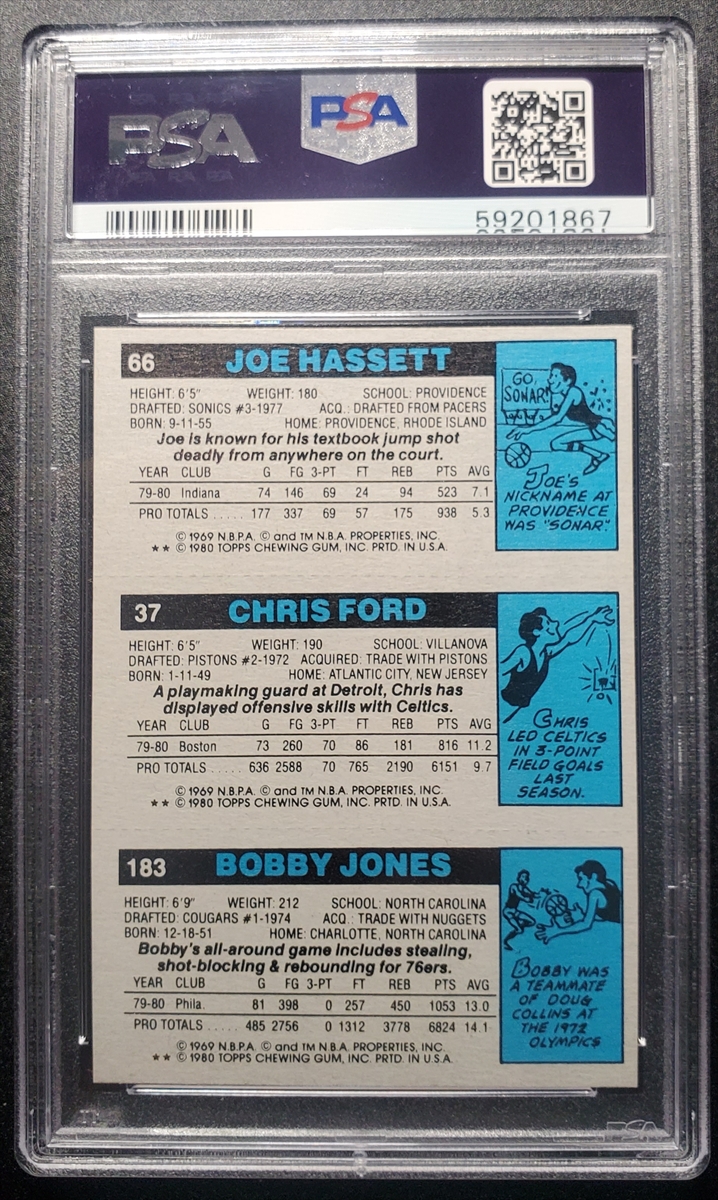 PSA
PSA
59201867
66 JOE HASSETT
HEIGHT: 6'5" WEIGHT: 180 SCHOOL: PROVIDENCE
DRAFTED: SONICS #3-1977 ACQ.: DRAFTED FROM PACERS
BORN: 9-11-55 HOME: PROVIDENCE, RHODE ISLAND
Joe is known for his textbook jump shot
deadly from anywhere on the court.
YEAR CLUB G FG 3-PT FT REB PTS AVG
79-80 Indiana 74 146 69 24 94 523 7.1
PRO TOTALS ..... 177 337 69 57 175 938 5.3
© 1969 N.B.P.A. © and TM N.B.A. PROPERTIES, INC.
★★ © 1980 TOPPS CHEWING GUM, INC. PRTD. IN U.S.A.
GO
SONAR!
JOE'S
NICKNAME AT
PROVIDENCE
WAS "SONAR."
37 CHRIS FORD
HEIGHT: 6'5" WEIGHT: 190 SCHOOL: VILLANOVA
DRAFTED: PISTONS #2-1972 ACQUIRED: TRADE WITH PISTONS
BORN: 1-11-49 HOME: ATLANTIC CITY, NEW JERSEY
A playmaking guard at Detroit, Chris has
displayed offensive skills with Celtics.
YEAR CLUB G FG 3-PT FT REB PTS AVG
79-80 Boston 73 260 70 86 181 816 11.2
PRO TOTALS ..... 636 2588 70 765 2190 6151 9.7
© 1969 N.B.P.A. © and TM N.B.A. PROPERTIES, INC.
★★ © 1980 TOPPS CHEWING GUM, INC. PRTD. IN U.S.A.
CHRIS
LED CELTICS
IN 3-POINT
FIELD GOALS
LAST
SEASON.
183 BOBBY JONES
HEIGHT: 6'9" WEIGHT: 212 SCHOOL: NORTH CAROLINA
DRAFTED: COUGARS #1-1974 ACQ.: TRADE WITH NUGGETS
BORN: 12-18-51 HOME: CHARLOTTE, NORTH CAROLINA
Bobby's all-around game includes stealing,
shot-blocking & rebounding for 76ers.
YEAR CLUB G FG 3-PT FT REB PTS AVG
79-80 Phila. 81 398 0 257 450 1053 13.0
PRO TOTALS ..... 485 2756 0 1312 3778 6824 14.1
© 1969 N.B.P.A. © and TM N.B.A. PROPERTIES, INC.
★★ © 1980 TOPPS CHEWING GUM, INC. PRTD. IN U.S.A.
BOBBY WAS
A TEAMMATE
OF DOUG
COLLINS AT
THE 1972
OLYMPICS
PSA